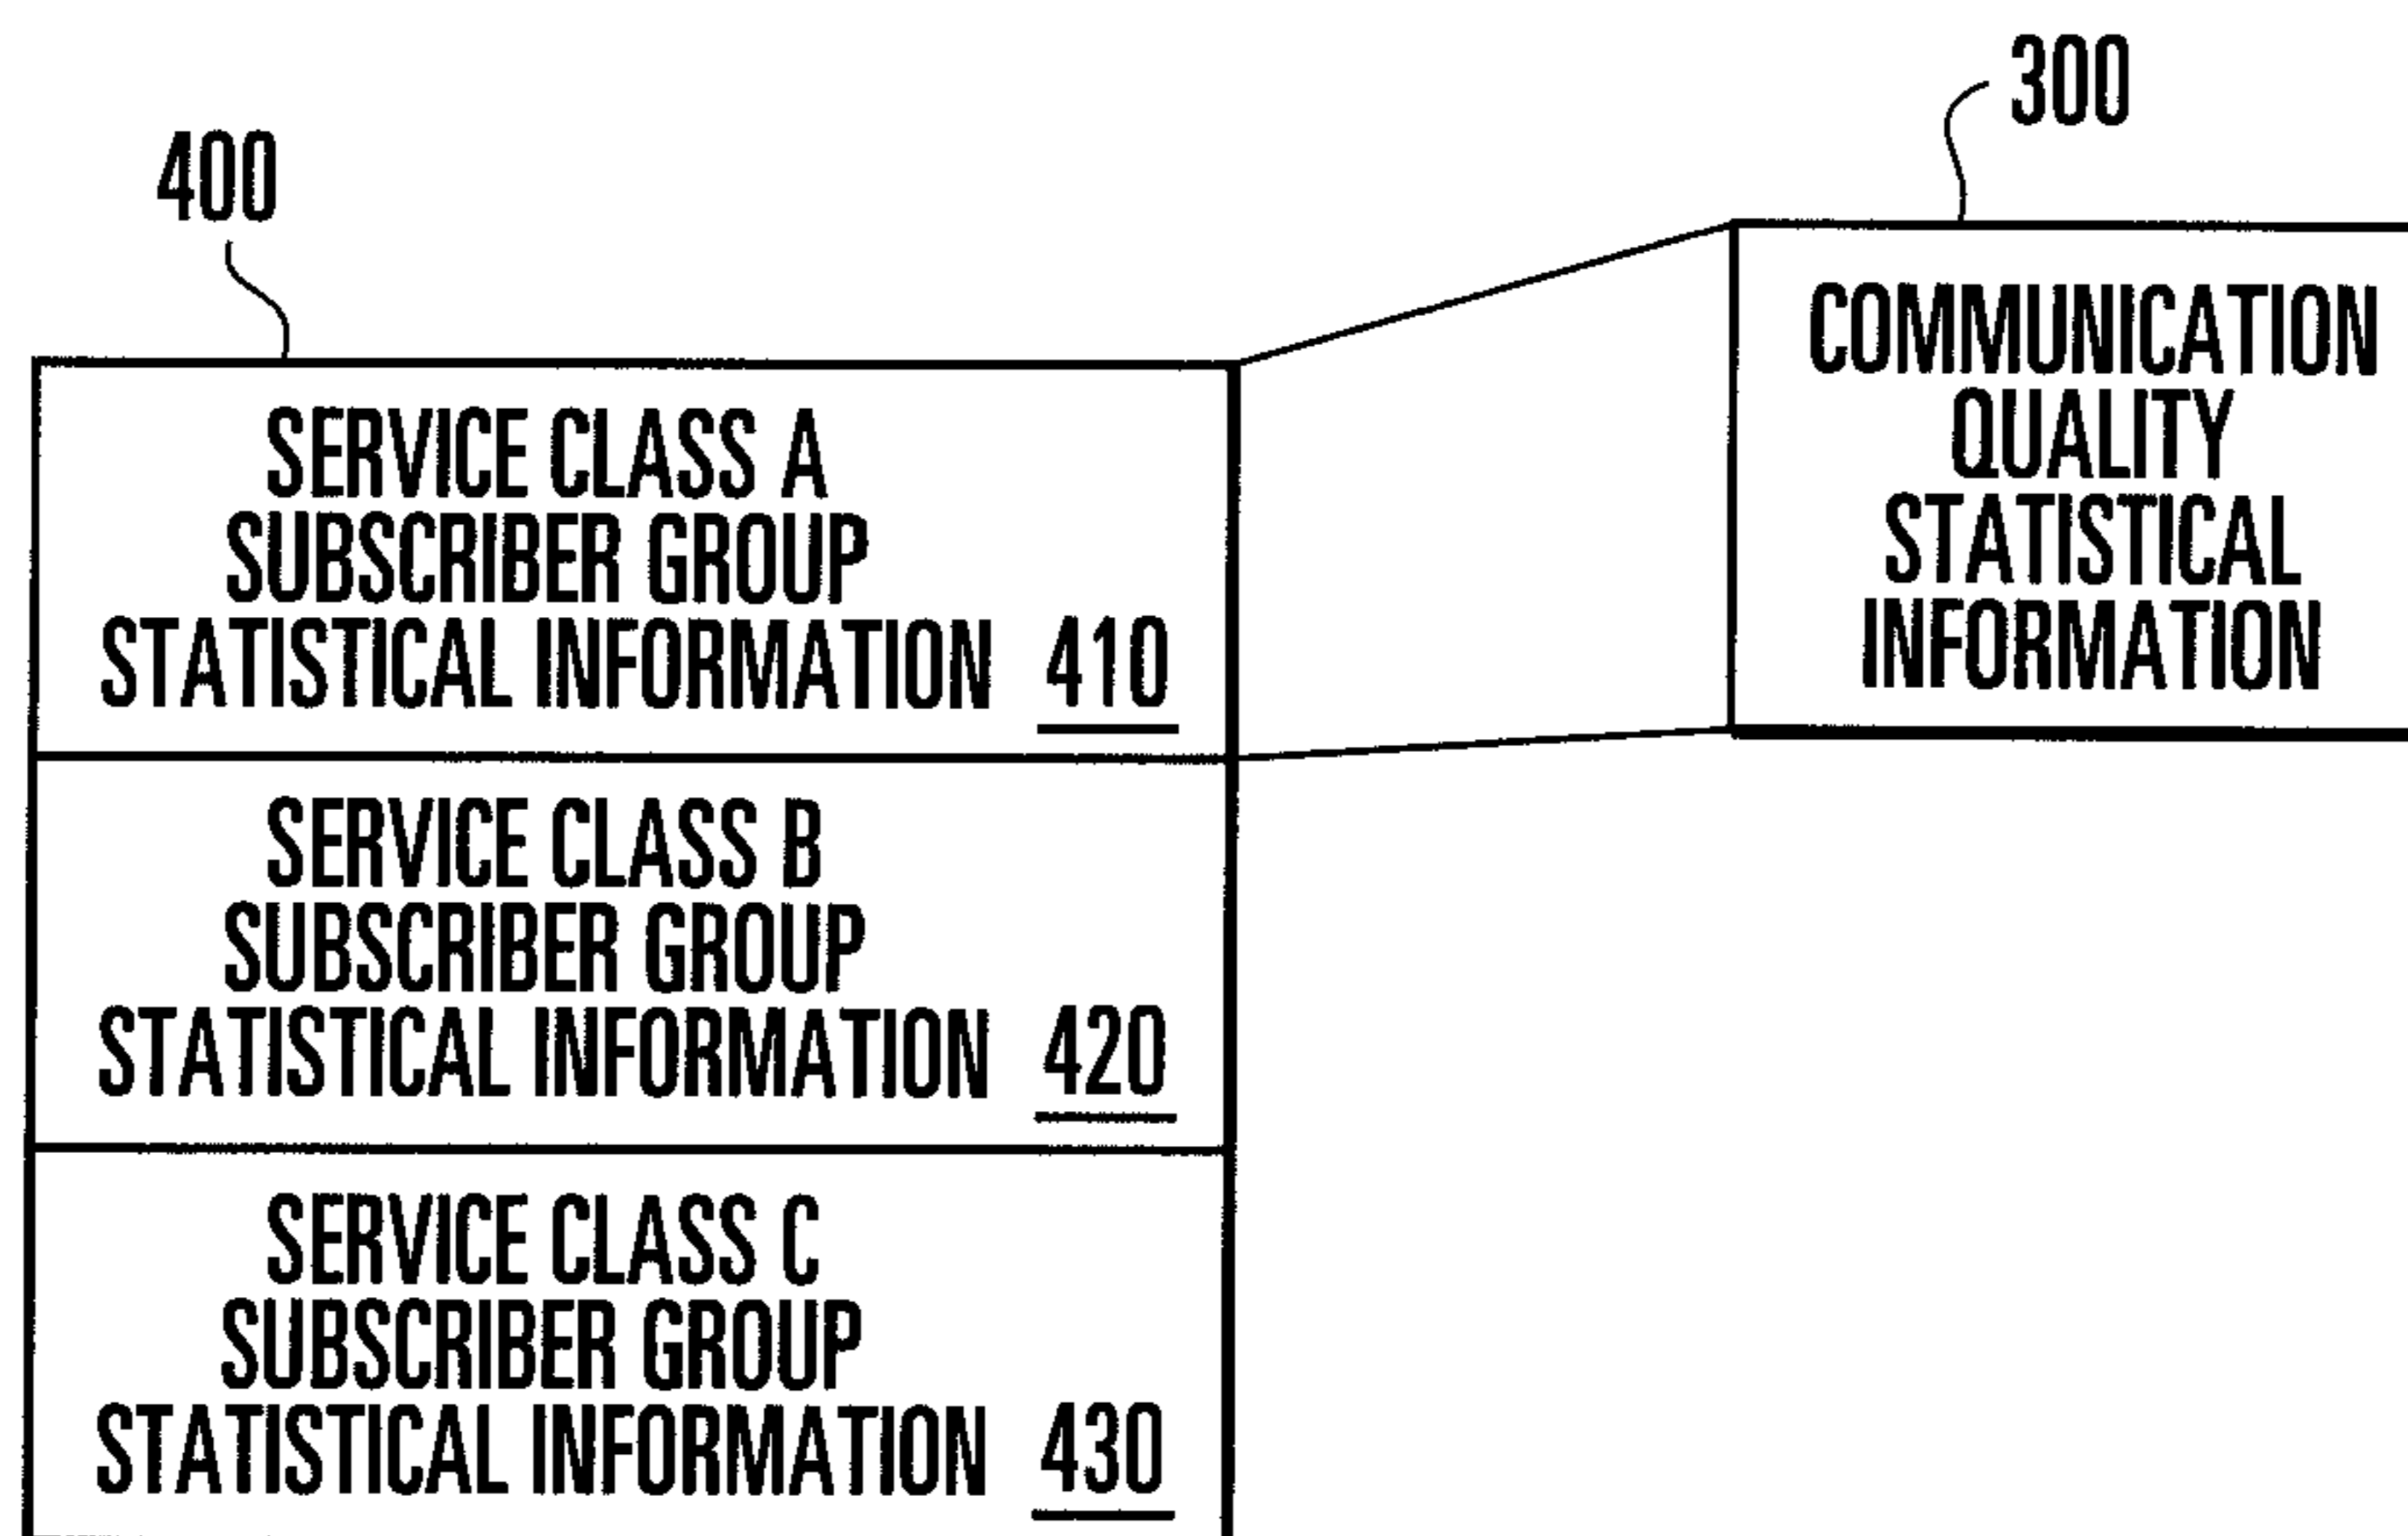 300
400
COMMUNICATION
QUALITY
STATISTICAL
INFORMATION
SERVICE CLASS A
SUBSCRIBER GROUP
STATISTICAL INFORMATION 410
SERVICE CLASS B
SUBSCRIBER GROUP
STATISTICAL INFORMATION 420
SERVICE CLASS C
SUBSCRIBER GROUP
STATISTICAL INFORMATION 430